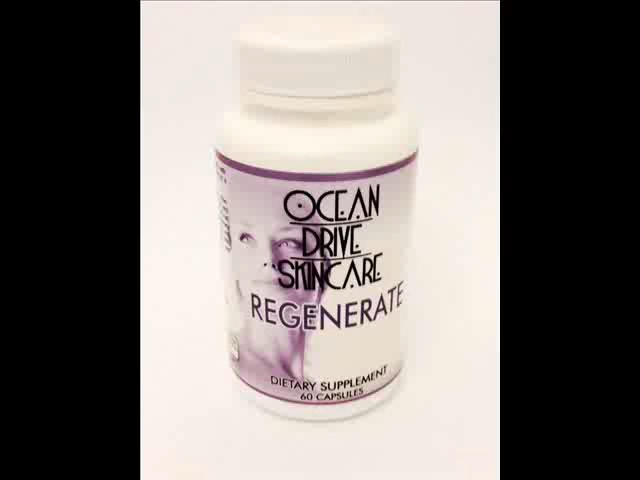 OCEAN
DRIVE
SKINCARE
REGENERATE
DIETARY SUPPLEMENT
60 CAPSULES